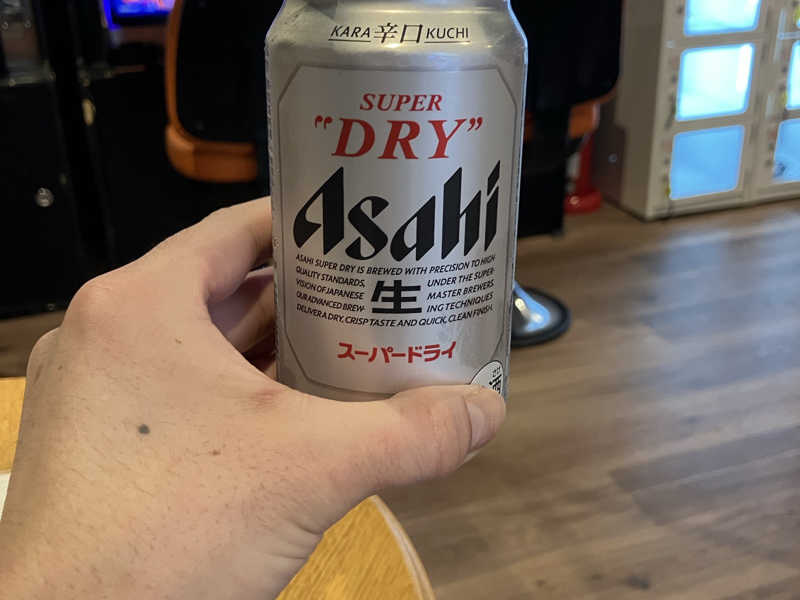 KARA 辛口 KUCHI
SUPER
"DRY"
Asahi
ASAHI SUPER DRY IS BREWED WITH PRECISION TO HIGH
QUALITY STANDARDS, UNDER THE SUPER-
VISION OF JAPANESE 生 MASTER BREWERS.
OUR ADVANCED BREW- ING TECHNIQUES
DELIVER A DRY, CRISP TASTE AND QUICK, CLEAN FINISH.
スーパードライ